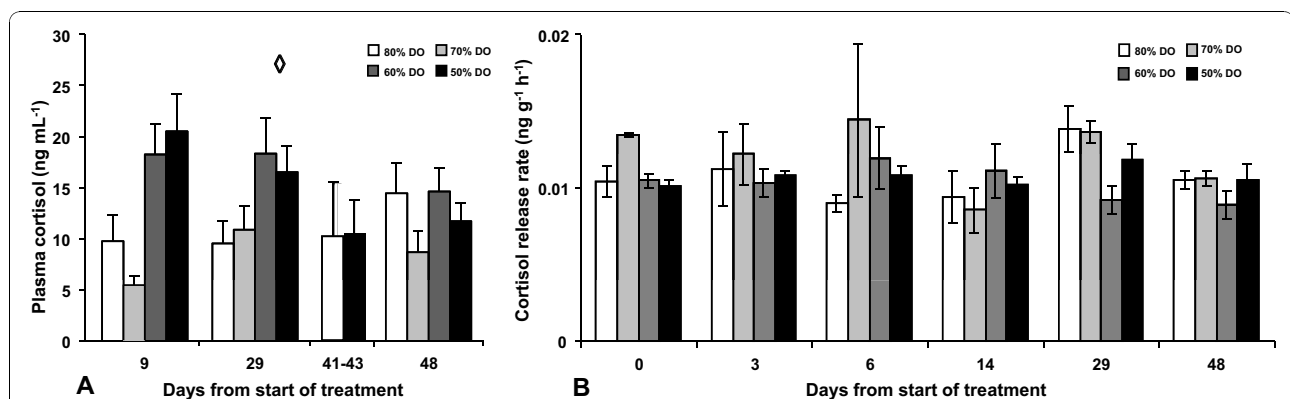 30
25
20
15
10
5
0
Plasma cortisol (ng mL-1)
80% DO 70% DO
60% DO 50% DO
9 29 41-43 48
A Days from start of treatment
0.02
0.01
0
Cortisol release rate (ng g-1 h-1)
80% DO 70% DO
60% DO 50% DO
0 3 6 14 29 48
B Days from start of treatment